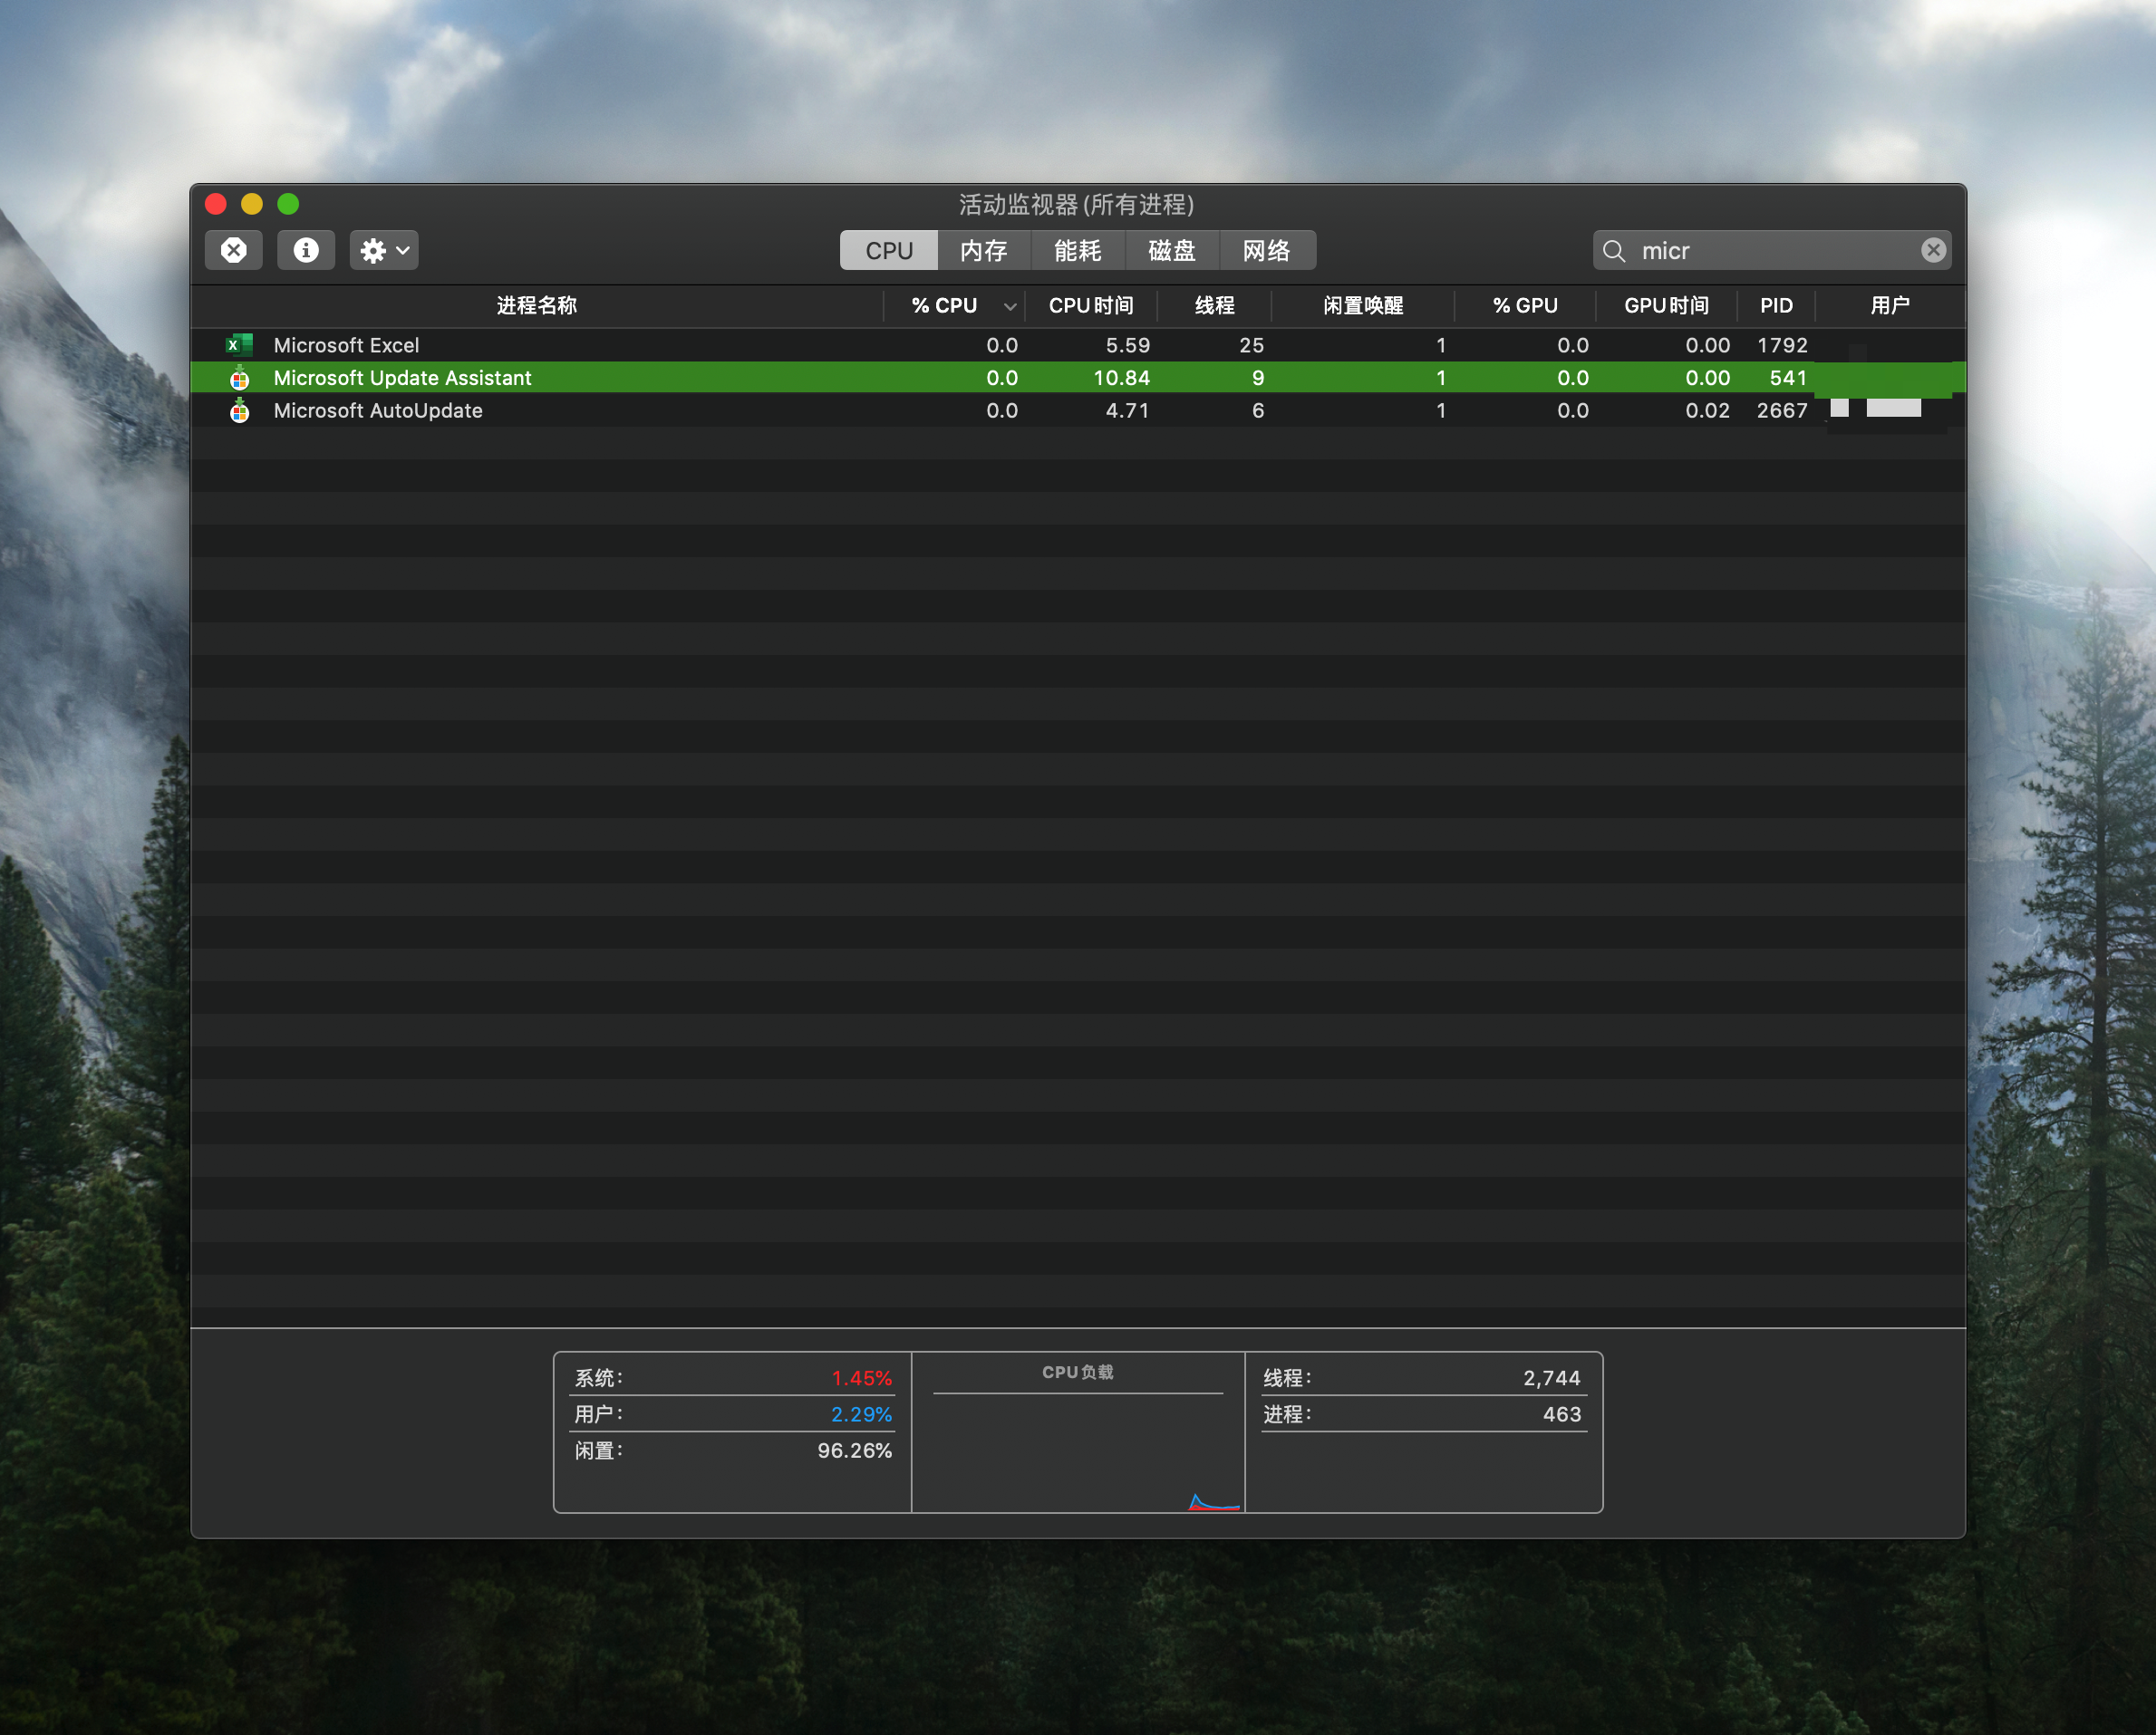 活动监视器(所有进程)
CPU 内存 能耗 磁盘 网络 micr
进程名称 % CPU CPU时间 线程 闲置唤醒 % GPU GPU时间 PID 用户
Microsoft Excel 0.0 5.59 25 1 0.0 0.00 1792
Microsoft Update Assistant 0.0 10.84 9 1 0.0 0.00 541
Microsoft AutoUpdate 0.0 4.71 6 1 0.0 0.02 2667
系统: 1.45% CPU负载 线程: 2,744
用户: 2.29% 进程: 463
闲置: 96.26%